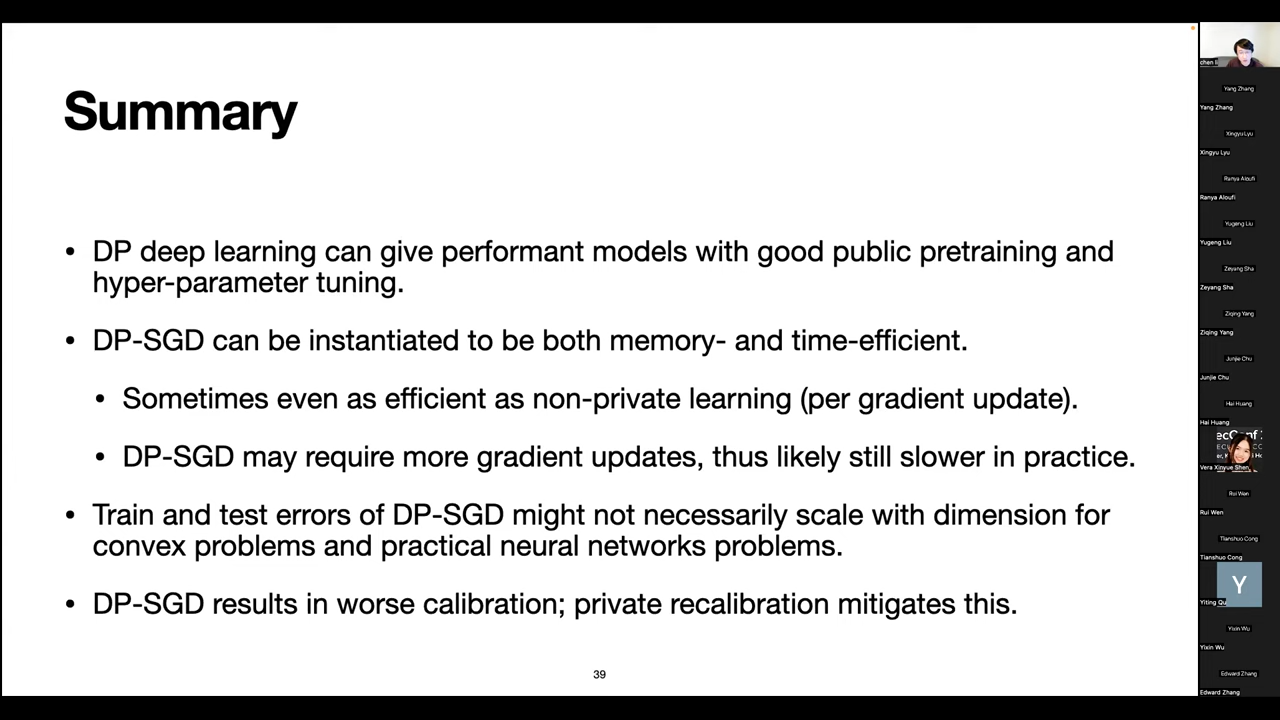 Summary
• DP deep learning can give performant models with good public pretraining and
hyper-parameter tuning.
• DP-SGD can be instantiated to be both memory- and time-efficient.
• Sometimes even as efficient as non-private learning (per gradient update).
• DP-SGD may require more gradient updates, thus likely still slower in practice.
• Train and test errors of DP-SGD might not necessarily scale with dimension for
convex problems and practical neural networks problems.
• DP-SGD results in worse calibration; private recalibration mitigates this.
39
chen li
Yang Zhang
Yang Zhang
Xingyu Lyu
Xingyu Lyu
Ranya Aloufi
Ranya Aloufi
Yugeng Liu
Yugeng Liu
Zeyang Sha
Zeyang Sha
Ziqing Yang
Ziqing Yang
Junjie Chu
Junjie Chu
Hai Huang
Hai Huang
Vera Xinyue Shen
Rui Wen
Rui Wen
Tianshuo Cong
Tianshuo Cong
Y
Yiting Qu
Yixin Wu
Yixin Wu
Edward Zhang
Edward Zhang